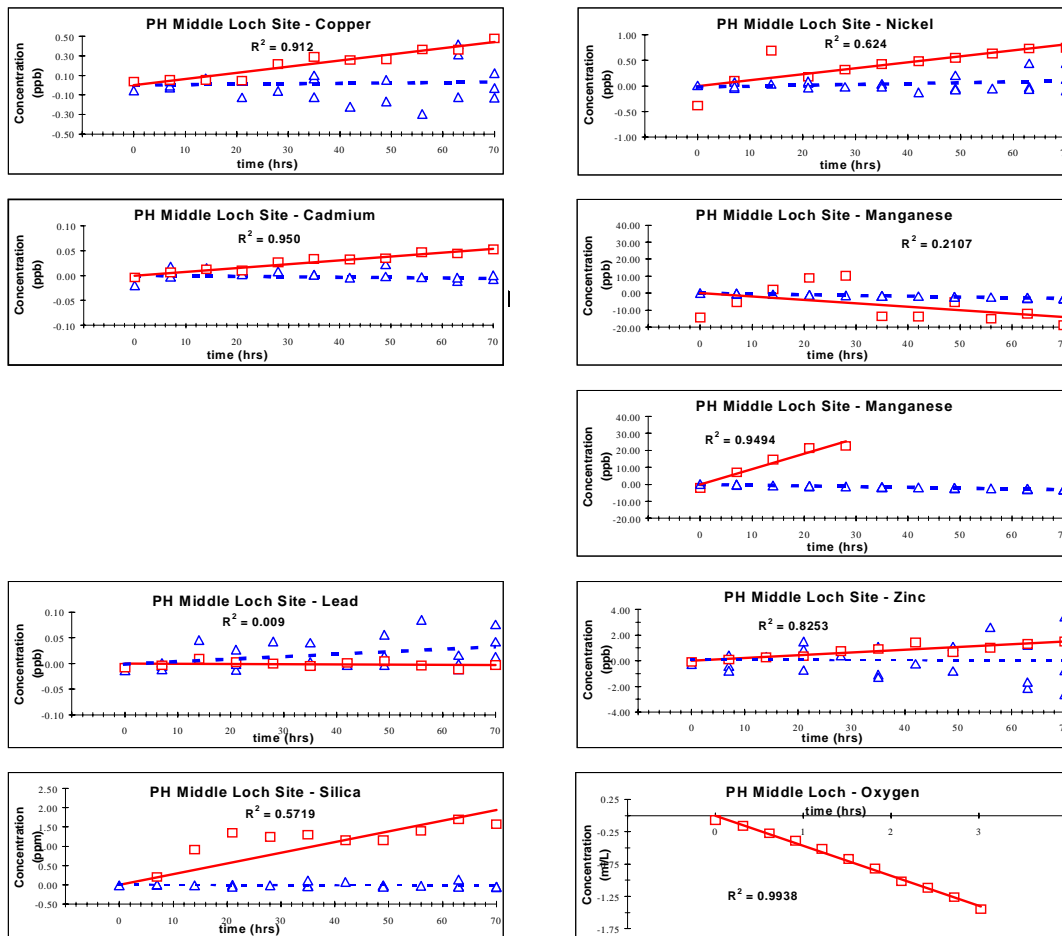 PH Middle Loch Site - Copper
R² = 0.912
Concentration (ppb)
0.50
0.30
0.10
-0.10
-0.30
-0.50
0 10 20 30 40 50 60 70
time (hrs)
PH Middle Loch Site - Nickel
R² = 0.624
Concentration (ppb)
1.00
0.50
0.00
-0.50
-1.00
0 10 20 30 40 50 60 70
time (hrs)
PH Middle Loch Site - Cadmium
R² = 0.950
Concentration (ppb)
0.10
0.05
0.00
-0.05
-0.10
0 10 20 30 40 50 60 70
time (hrs)
PH Middle Loch Site - Manganese
R² = 0.2107
Concentration (ppb)
40.00
30.00
20.00
10.00
0.00
-10.00
-20.00
0 10 20 30 40 50 60 70
time (hrs)
PH Middle Loch Site - Manganese
R² = 0.9494
Concentration (ppb)
40.00
30.00
20.00
10.00
0.00
-10.00
-20.00
0 10 20 30 40 50 60 70
time (hrs)
PH Middle Loch Site - Lead
R² = 0.009
Concentration (ppb)
0.10
0.05
0.00
-0.05
-0.10
0 10 20 30 40 50 60 70
time (hrs)
PH Middle Loch Site - Zinc
R² = 0.8253
Concentration (ppb)
4.00
2.00
0.00
-2.00
-4.00
0 10 20 30 40 50 60 70
time (hrs)
PH Middle Loch Site - Silica
R² = 0.5719
Concentration (ppm)
2.50
2.00
1.50
1.00
0.50
0.00
-0.50
0 10 20 30 40 50 60 70
time (hrs)
PH Middle Loch - Oxygen
time (hrs)
0 1 2 3
Concentration
0.25
-0.25
-0.75
-1.25
-1.75
R² = 0.9938